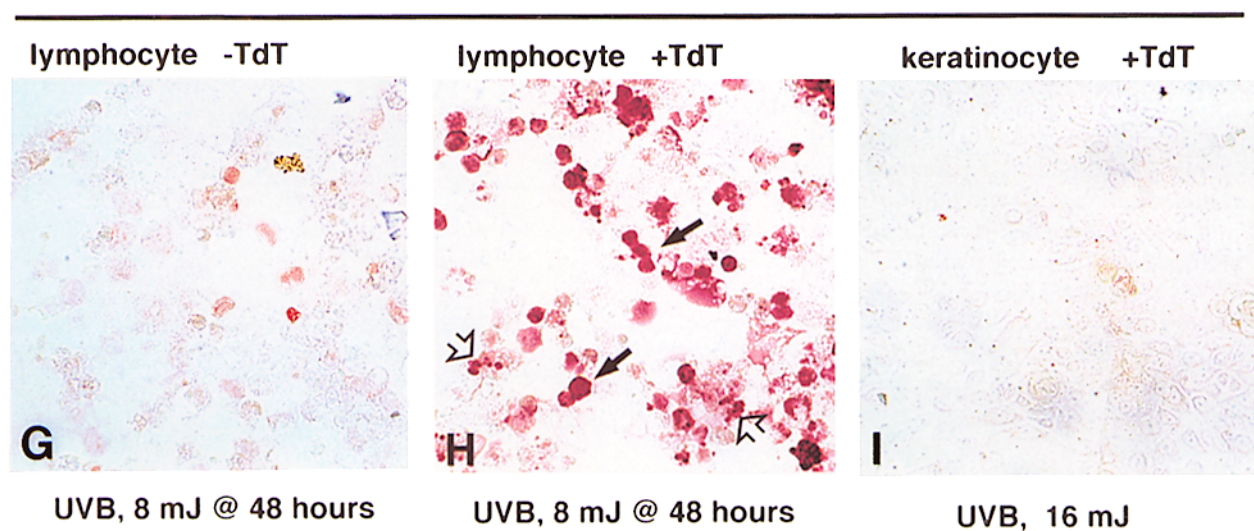 lymphocyte -TdT
lymphocyte +TdT
keratinocyte +TdT
G
H
I
UVB, 8 mJ @ 48 hours
UVB, 8 mJ @ 48 hours
UVB, 16 mJ